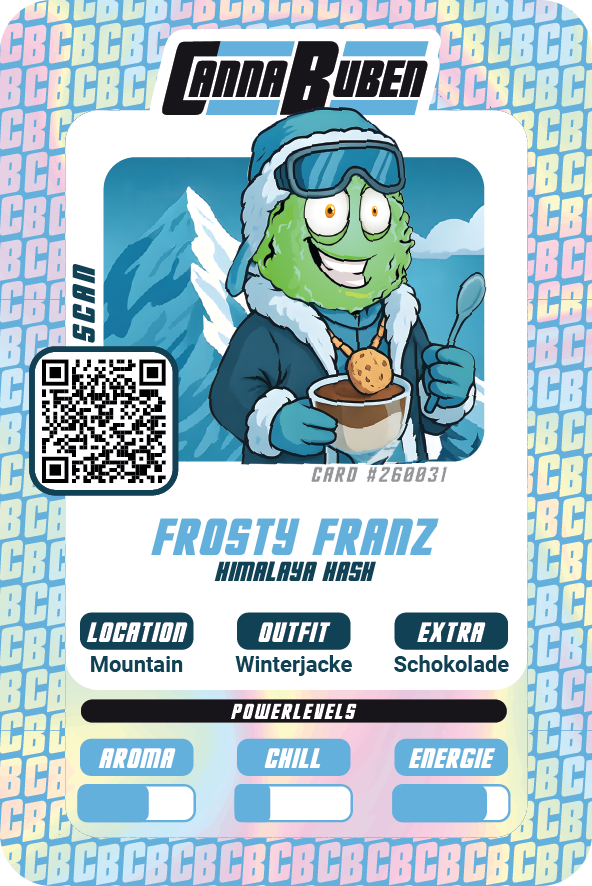 CANNABUBEN
SCAN
CARD #260031
FROSTY FRANZ
HIMALAYA HASH
LOCATION OUTFIT EXTRA
Mountain Winterjacke Schokolade
POWERLEVELS
AROMA CHILL ENERGIE